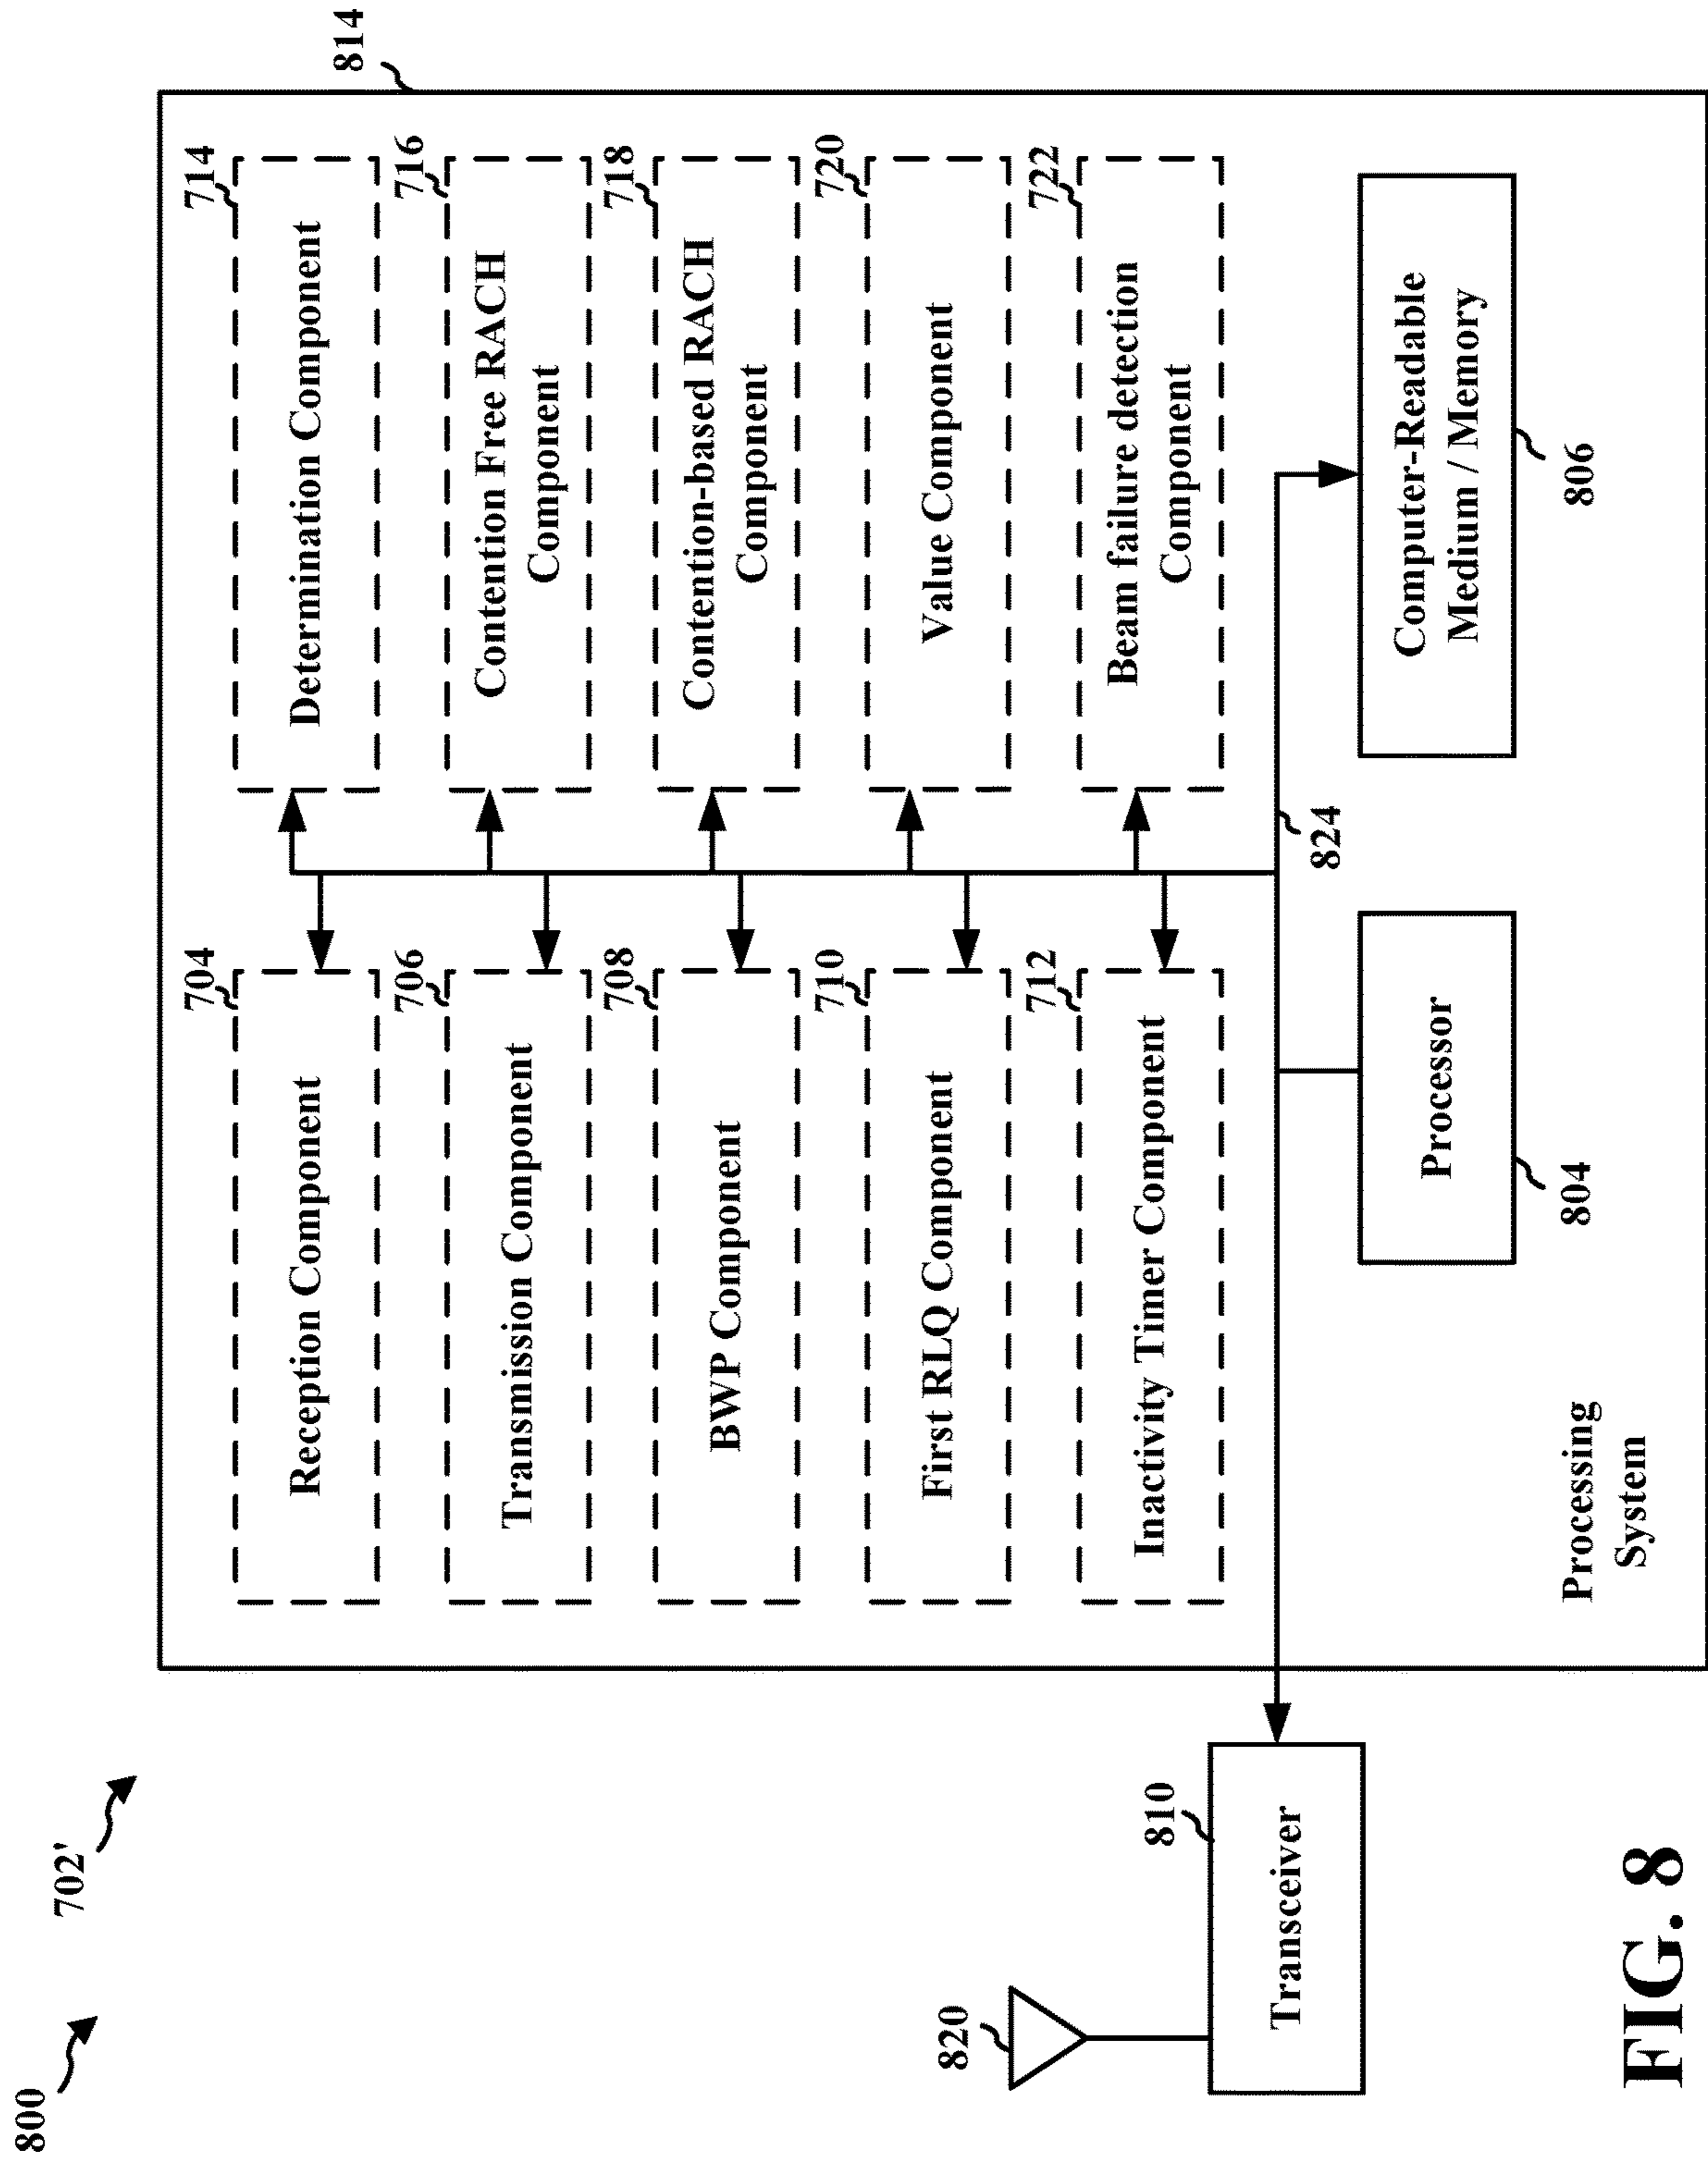 800
702'
814
704
Reception Component
714
Determination Component
706
Transmission Component
716
Contention Free RACH
Component
708
BWP Component
718
Contention-based RACH
Component
710
First RLQ Component
720
Value Component
712
Inactivity Timer Component
722
Beam failure detection
Component
824
820
810
Transceiver
Processor
804
Computer-Readable
Medium / Memory
806
Processing
System
FIG. 8